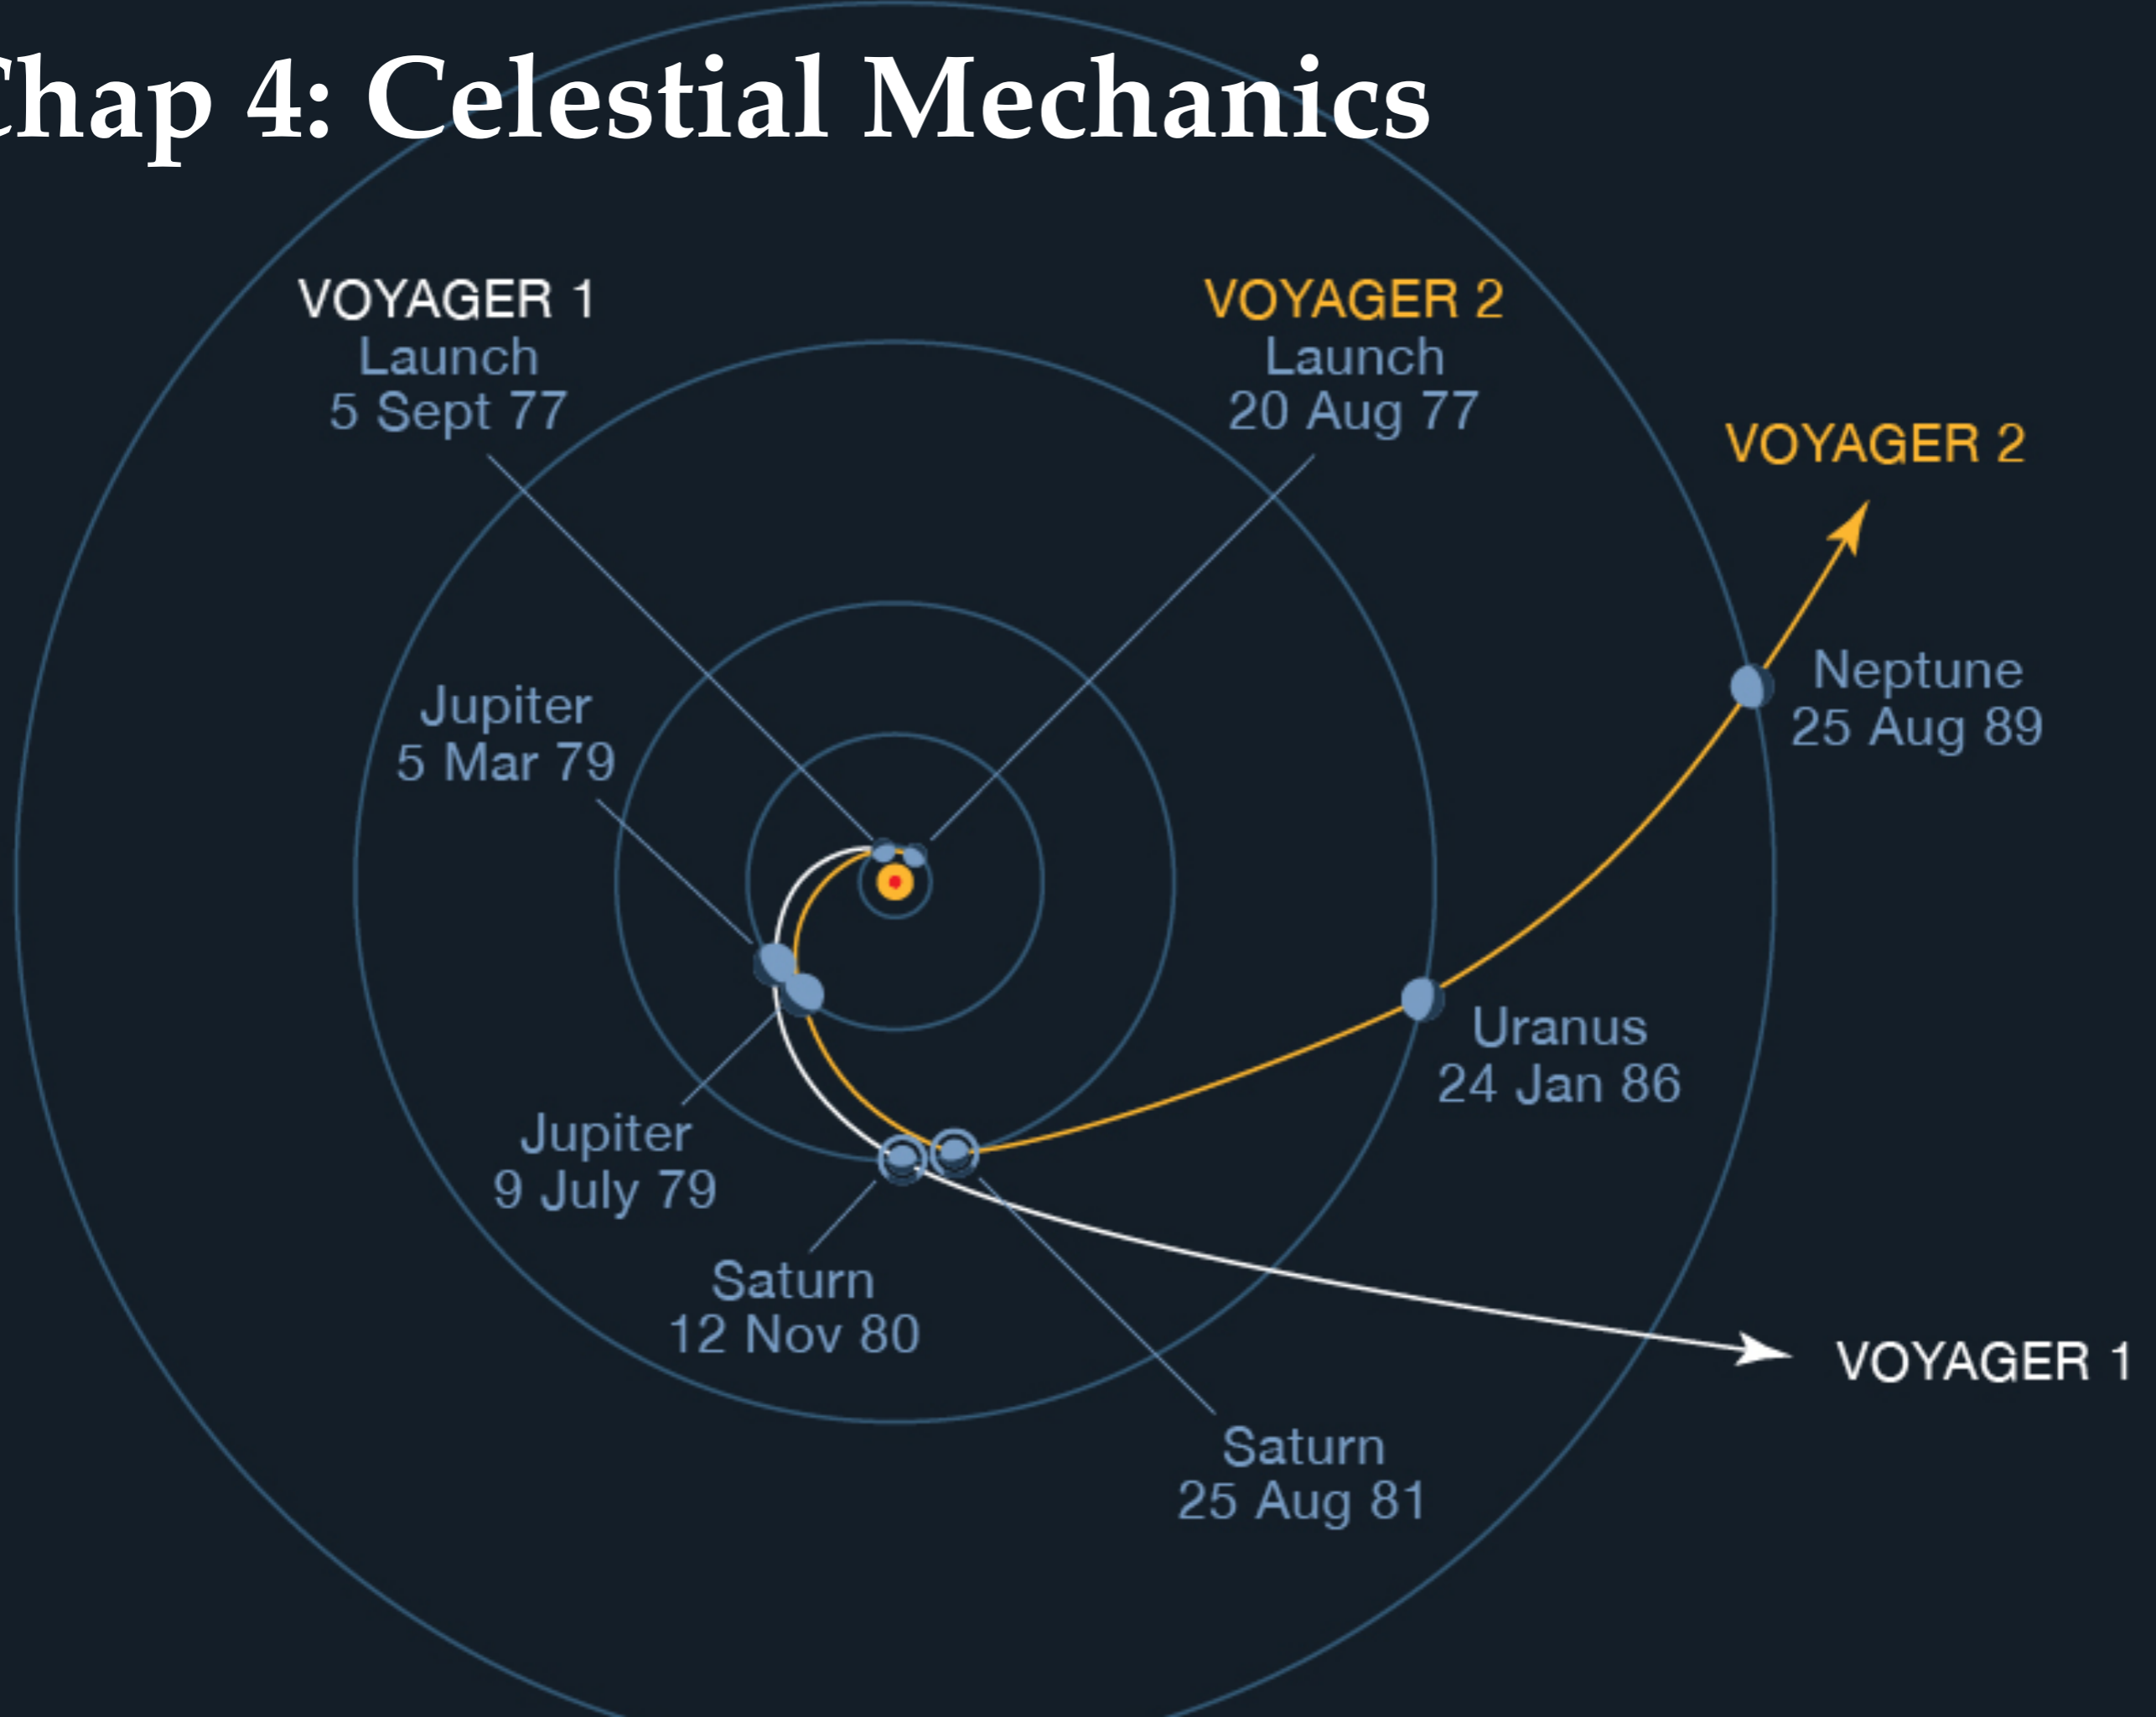 Chap 4: Celestial Mechanics
VOYAGER 1
Launch
5 Sept 77
VOYAGER 2
Launch
20 Aug 77
VOYAGER 2
Jupiter
5 Mar 79
Neptune
25 Aug 89
Uranus
24 Jan 86
Jupiter
9 July 79
Saturn
12 Nov 80
VOYAGER 1
Saturn
25 Aug 81